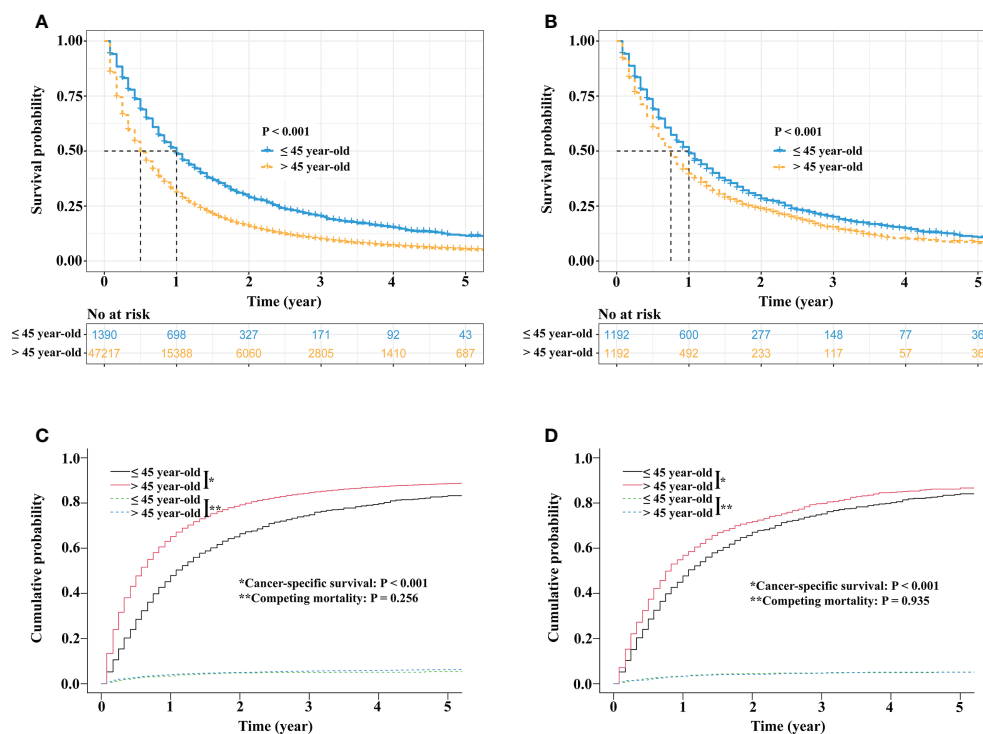 A
1.00
0.75
0.50
0.25
0.00
Survival probability
P < 0.001
≤ 45 year-old
> 45 year-old
0 1 2 3 4 5
Time (year)
No at risk
≤ 45 year-old 1390 698 327 171 92 43
> 45 year-old 47217 15388 6060 2805 1410 687
B
1.00
0.75
0.50
0.25
0.00
Survival probability
P < 0.001
≤ 45 year-old
> 45 year-old
0 1 2 3 4 5
Time (year)
No at risk
≤ 45 year-old 1192 600 277 148 77 36
> 45 year-old 1192 492 233 117 57 36
C
1.0
0.8
0.6
0.4
0.2
0.0
Cumulative probability
≤ 45 year-old
> 45 year-old
*
≤ 45 year-old
> 45 year-old
**
*Cancer-specific survival: P < 0.001
**Competing mortality: P = 0.256
0 1 2 3 4 5
Time (year)
D
1.0
0.8
0.6
0.4
0.2
0.0
Cumulative probability
≤ 45 year-old
> 45 year-old
*
≤ 45 year-old
> 45 year-old
**
*Cancer-specific survival: P < 0.001
**Competing mortality: P = 0.935
0 1 2 3 4 5
Time (year)